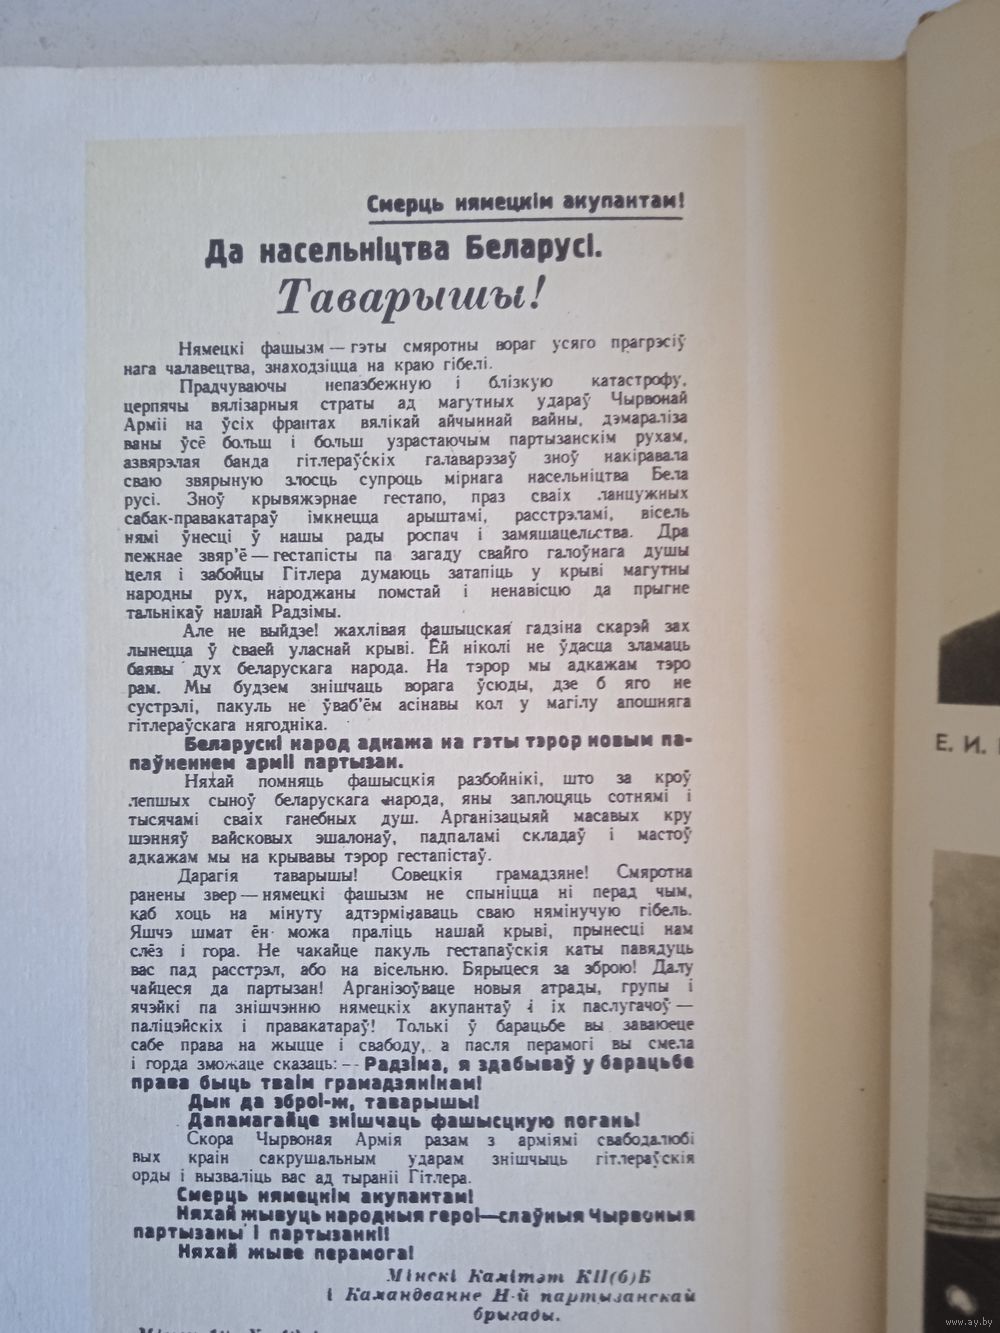 Смерць нямецкім акупантам!
Да насельніцтва Беларусі.
Таварышы!
Нямецкі фашызм — гэты смяротны вораг усяго прагрэсіў
нага чалавецтва, знаходзіцца на краю гібелі.
Прадчуваючы непазбежную і блізкую катастрофу,
церпячы вялізарныя страты ад магутных удараў Чырвонай
Арміі на ўсіх франтах вялікай айчыннай вайны, дэмараліза
ваны ўсё больш і больш узрастаючым партызанскім рухам,
азвярэлая банда гітлераўскіх галаварэзаў зноў накіравала
сваю звярыную злосць супроць мірнага насельніцтва Бела
русі. Зноў крывяжэрнае гестапо, праз сваіх ланцужных
сабак-правакатараў імкнецца арыштамі, расстрэламі, вісель
нямі ўнесці ў нашы рады роспач і замяшацельства. Дра
пежнае звяр'ё — гестапісты па загаду свайго галоўнага душы
целя і забойцы Гітлера думаюць затапіць у крыві магутны
народны рух, народжаны помстай і ненавісцю да прыгне
тальнікаў нашай Радзімы.
Але не выйдзе! жахлівая фашыцская гадзіна скарэй зах
лынецца ў сваей уласнай крыві. Ёй ніколі не ўдасца зламаць
баявы дух беларускага народа. На тэрор мы адкажам тэро
рам. Мы будзем знішчаць ворага ўсюды, дзе б яго не
сустрэлі, пакуль не ўваб'ём асінавы кол у магілу апошняга
гітлераўскага нягодніка.
Беларускі народ адкажа на гэты тэрор новым па-
паўненнем арміі партызан.
Няхай помняць фашысцкія разбойнікі, што за кроў
лепшых сыноў беларускага народа, яны заплоцяць сотнямі і
тысячамі сваіх ганебных душ. Арганізацыяй масавых кру
шэнняў вайсковых эшалонаў, падпаламі складаў і мастоў
адкажам мы на крывавы тэрор гестапістаў.
Дарагія таварышы! Совецкія грамадзяне! Смяротна
ранены звер — нямецкі фашызм не спыніцца ні перад чым,
каб хоць на мінуту адтэрмінаваць сваю нямінучую гібель.
Яшчэ шмат ён можа праліць нашай крыві, прынесці нам
слёз і гора. Не чакайце пакуль гестапаўскія каты павядуць
вас пад расстрэл, або на вісельню. Бярыцеся за зброю! Далу
чайцеся да партызан! Арганізоўваце новыя атрады, групы і
ячэйкі па знішчэнню нямецкіх акупантаў і іх паслугачоў —
паліцэйскіх і правакатараў! Толькі ў барацьбе вы заваюеце
сабе права на жыцце і свабоду, а пасля перамогі вы смела
і горда зможаце сказаць: — Радзіма, я здабываў у барацьбе
права быць тваім грамадзянінам!
Дык да зброі-ж, таварышы!
Дапамагайце знішчаць фашысцкую погань!
Скора Чырвоная Армія разам з арміямі свабодалюбі
вых краін сакрушальным ударам знішчыць гітлераўскія
орды і вызваліць вас ад тыраніі Гітлера.
Смерць нямецкім акупантам!
Няхай жывуць народныя героі—слаўныя Чырвоныя
партызаны і партызанкі!
Няхай жыве перамога!
Мінскі Камітэт КП(б)Б
і Камандванне Н-й партызанскай
брыгады.
Е. И.
www.ay.by